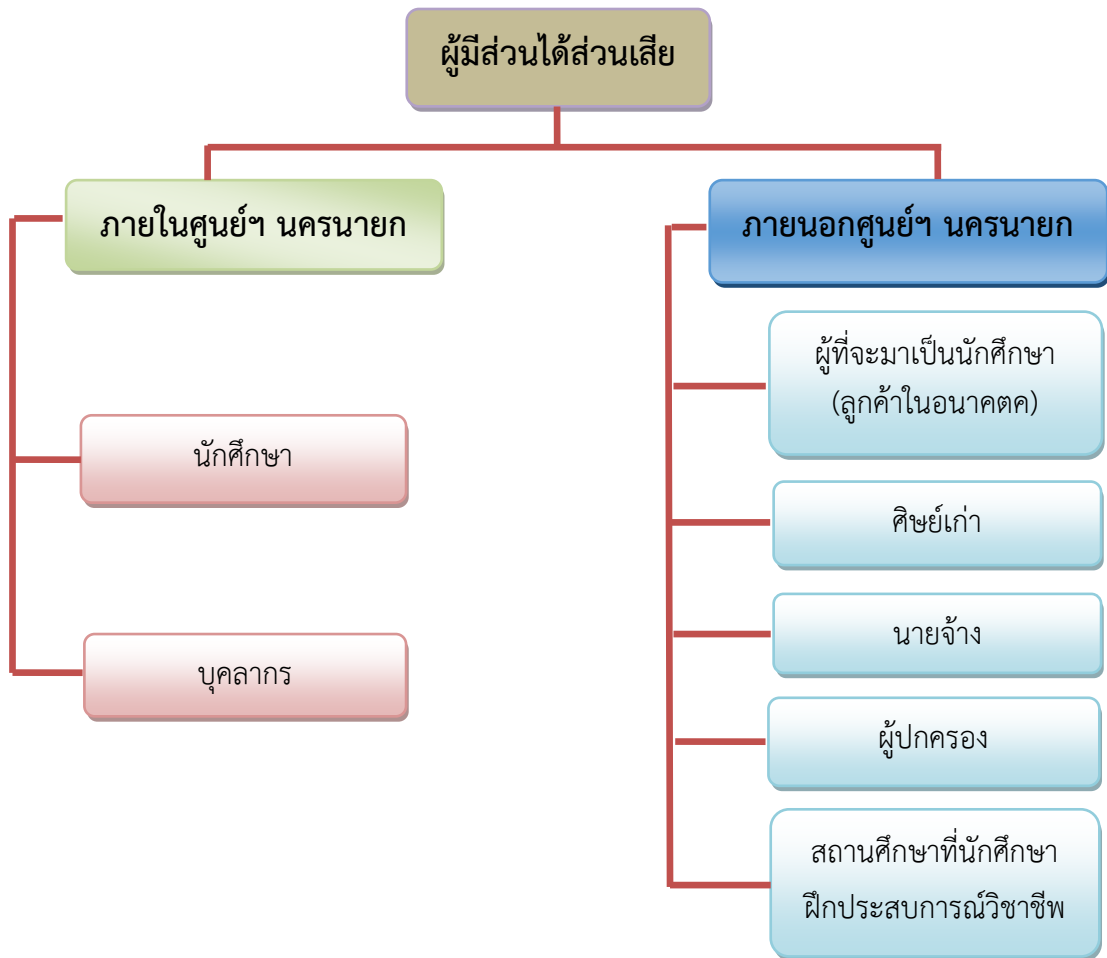 ผู้มีส่วนได้ส่วนเสีย
ภายในศูนย์ฯ นครนายก
นักศึกษา
บุคลากร
ภายนอกศูนย์ฯ นครนายก
ผู้ที่จะมาเป็นนักศึกษา
(ลูกค้าในอนาคตค)
ศิษย์เก่า
นายจ้าง
ผู้ปกครอง
สถานศึกษาที่นักศึกษา
ฝึกประสบการณ์วิชาชีพ